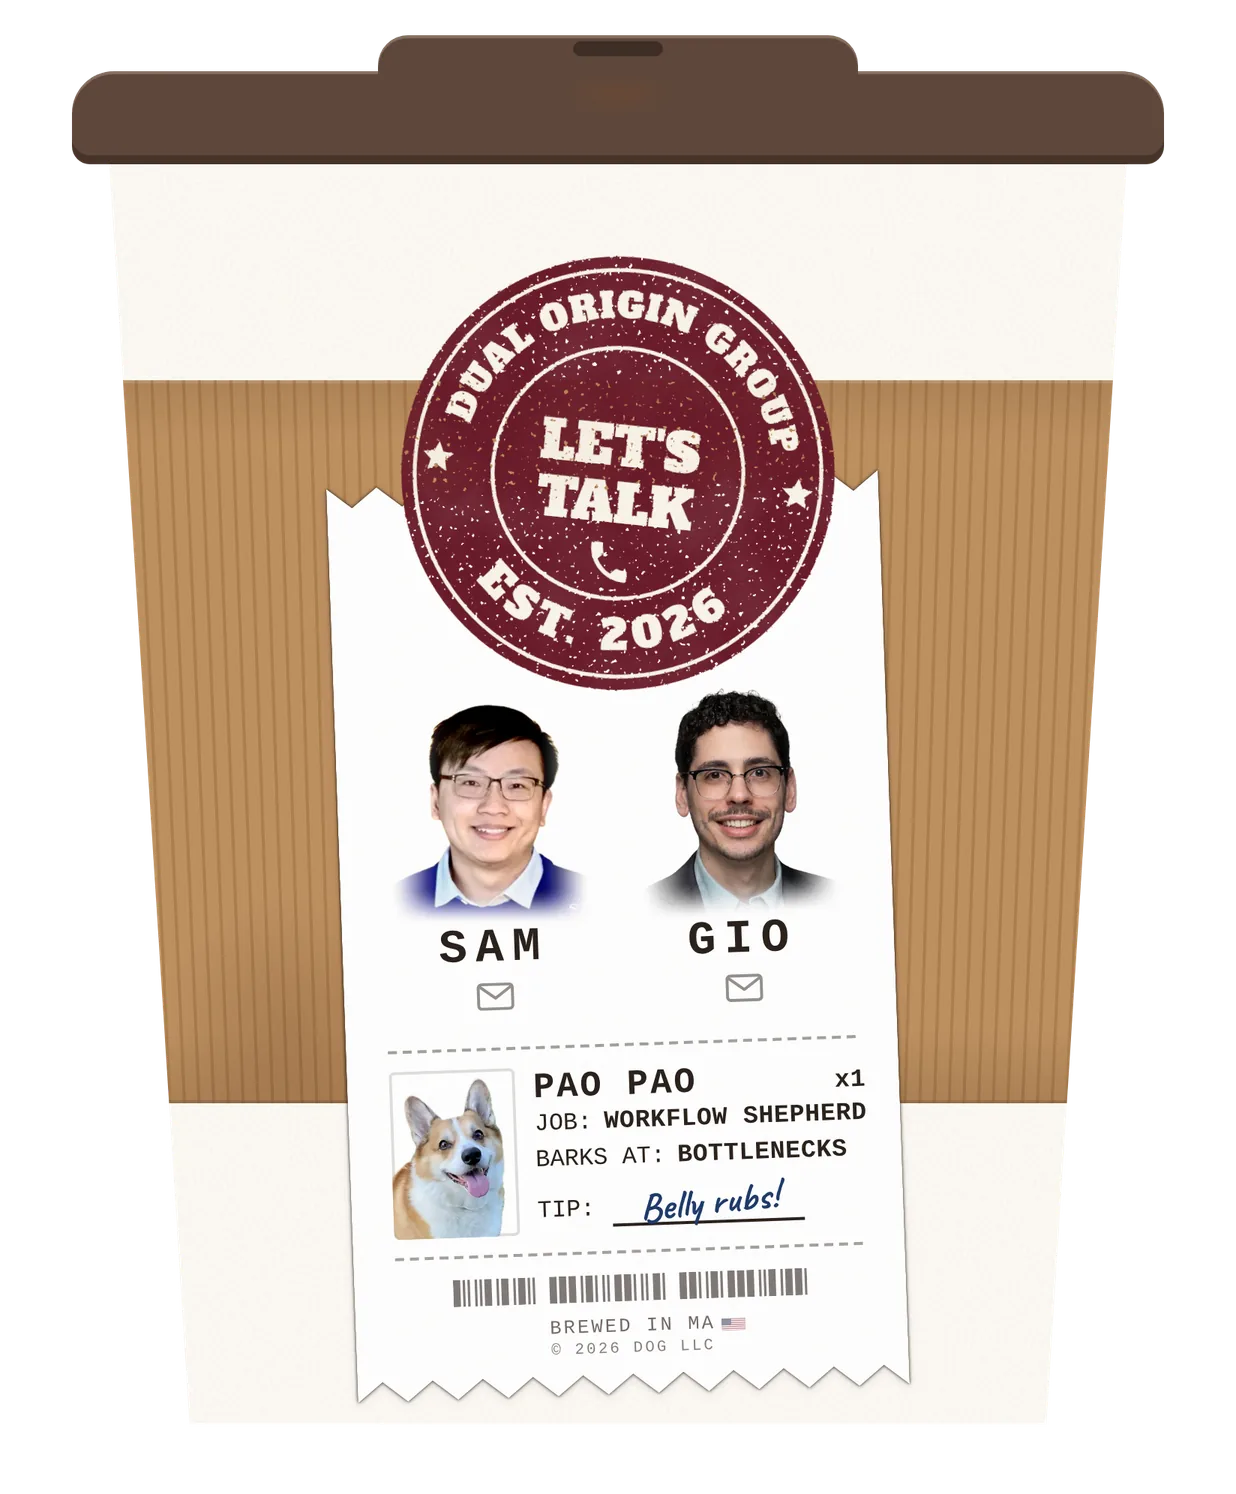 DUAL ORIGIN GROUP
LET'S
TALK
EST. 2026
SAM
GIO
PAO PAO x1
JOB: WORKFLOW SHEPHERD
BARKS AT: BOTTLENECKS
TIP: Belly rubs!
BREWED IN MA
© 2026 DOG LLC